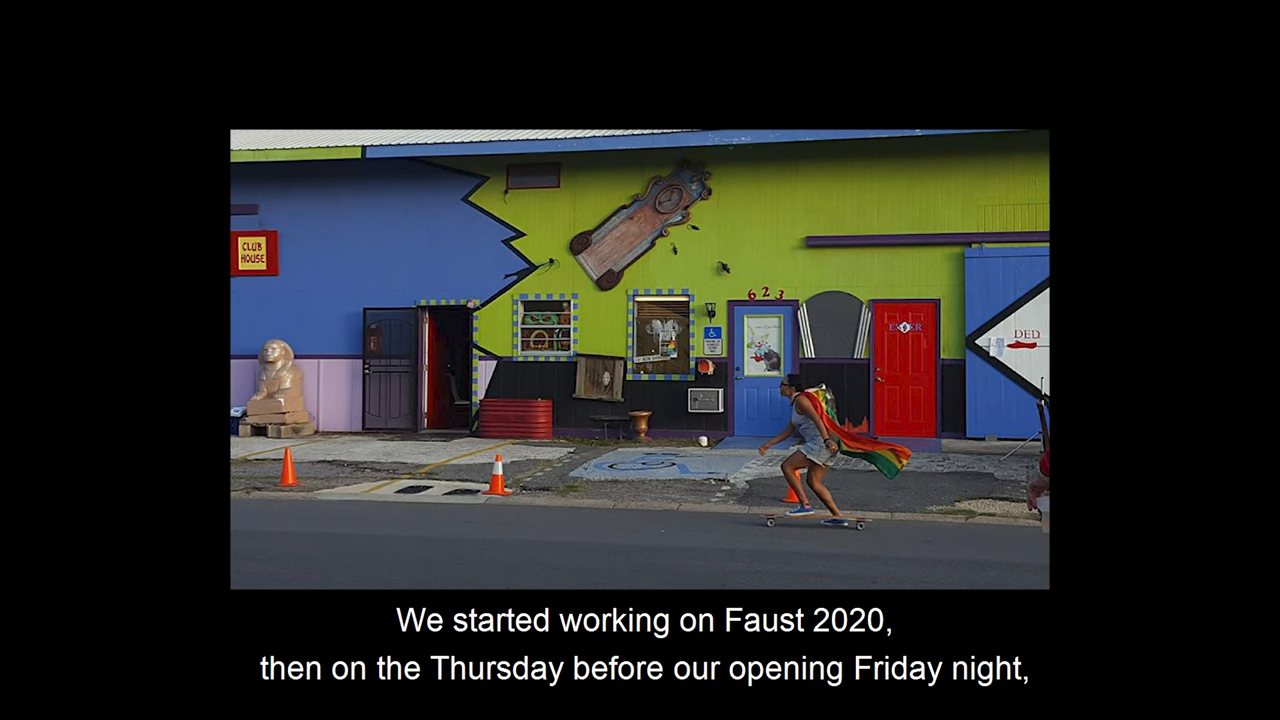 CLUB
HOUSE
623
DED.
We started working on Faust 2020,
then on the Thursday before our opening Friday night,